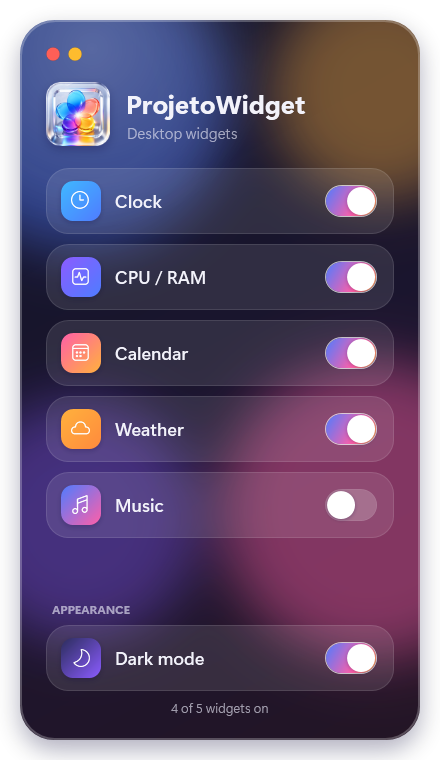 ProjetoWidget
Desktop widgets
Clock
CPU / RAM
Calendar
Weather
Music
APPEARANCE
Dark mode
4 of 5 widgets on